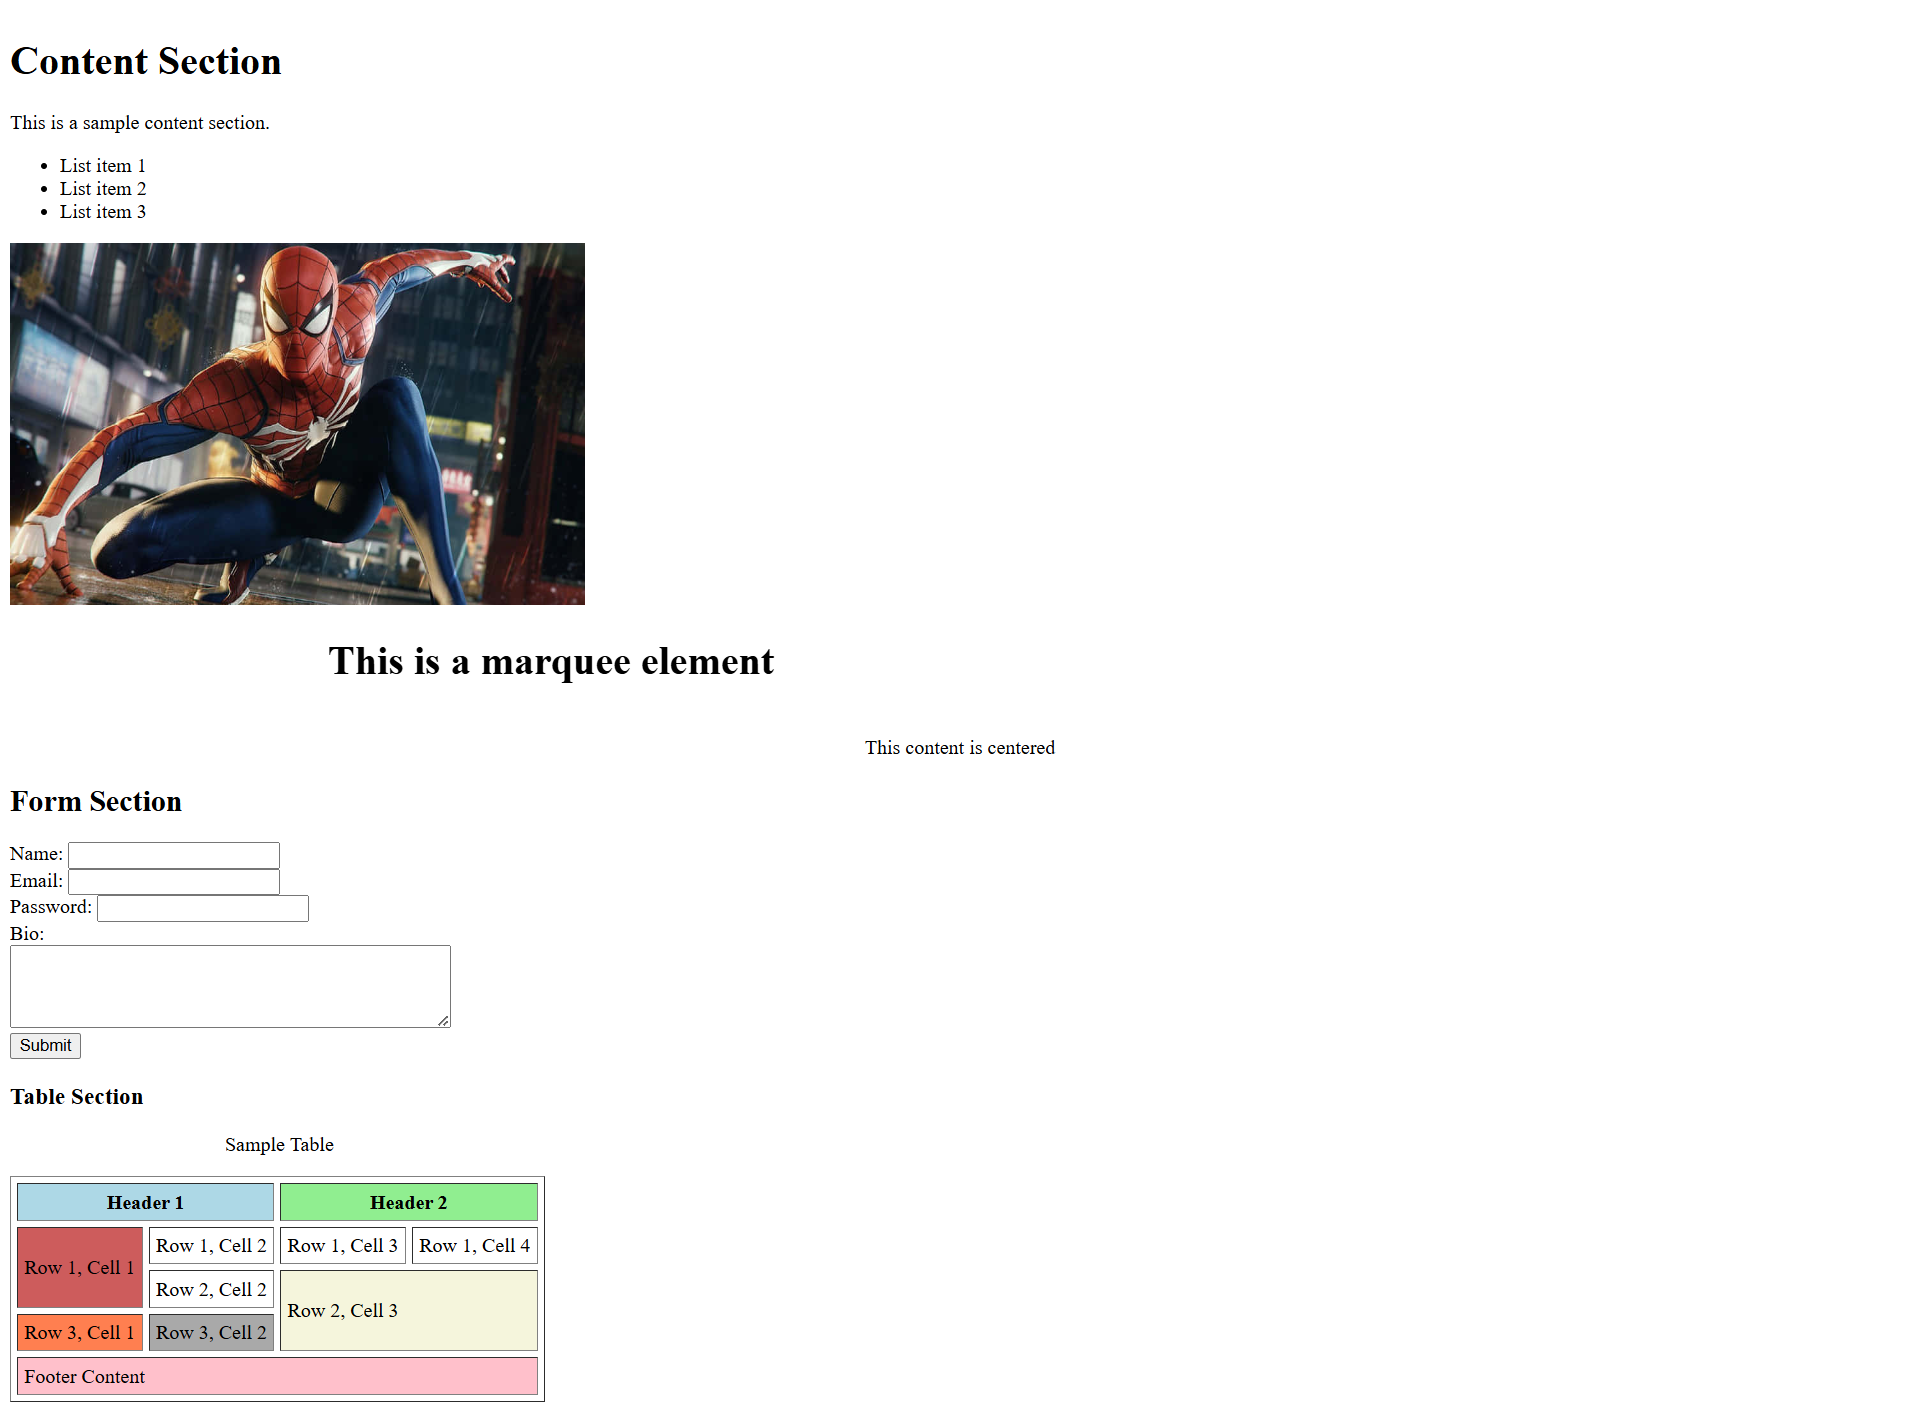 Content Section
This is a sample content section.
List item 1
List item 2
List item 3
This is a marquee element
This content is centered
Form Section
Name:
Email:
Password:
Bio:
Submit
Table Section
Sample Table
Header 1 Header 2
Row 1, Cell 1 Row 1, Cell 2 Row 1, Cell 3 Row 1, Cell 4
Row 2, Cell 2 Row 2, Cell 3
Row 3, Cell 1 Row 3, Cell 2
Footer Content